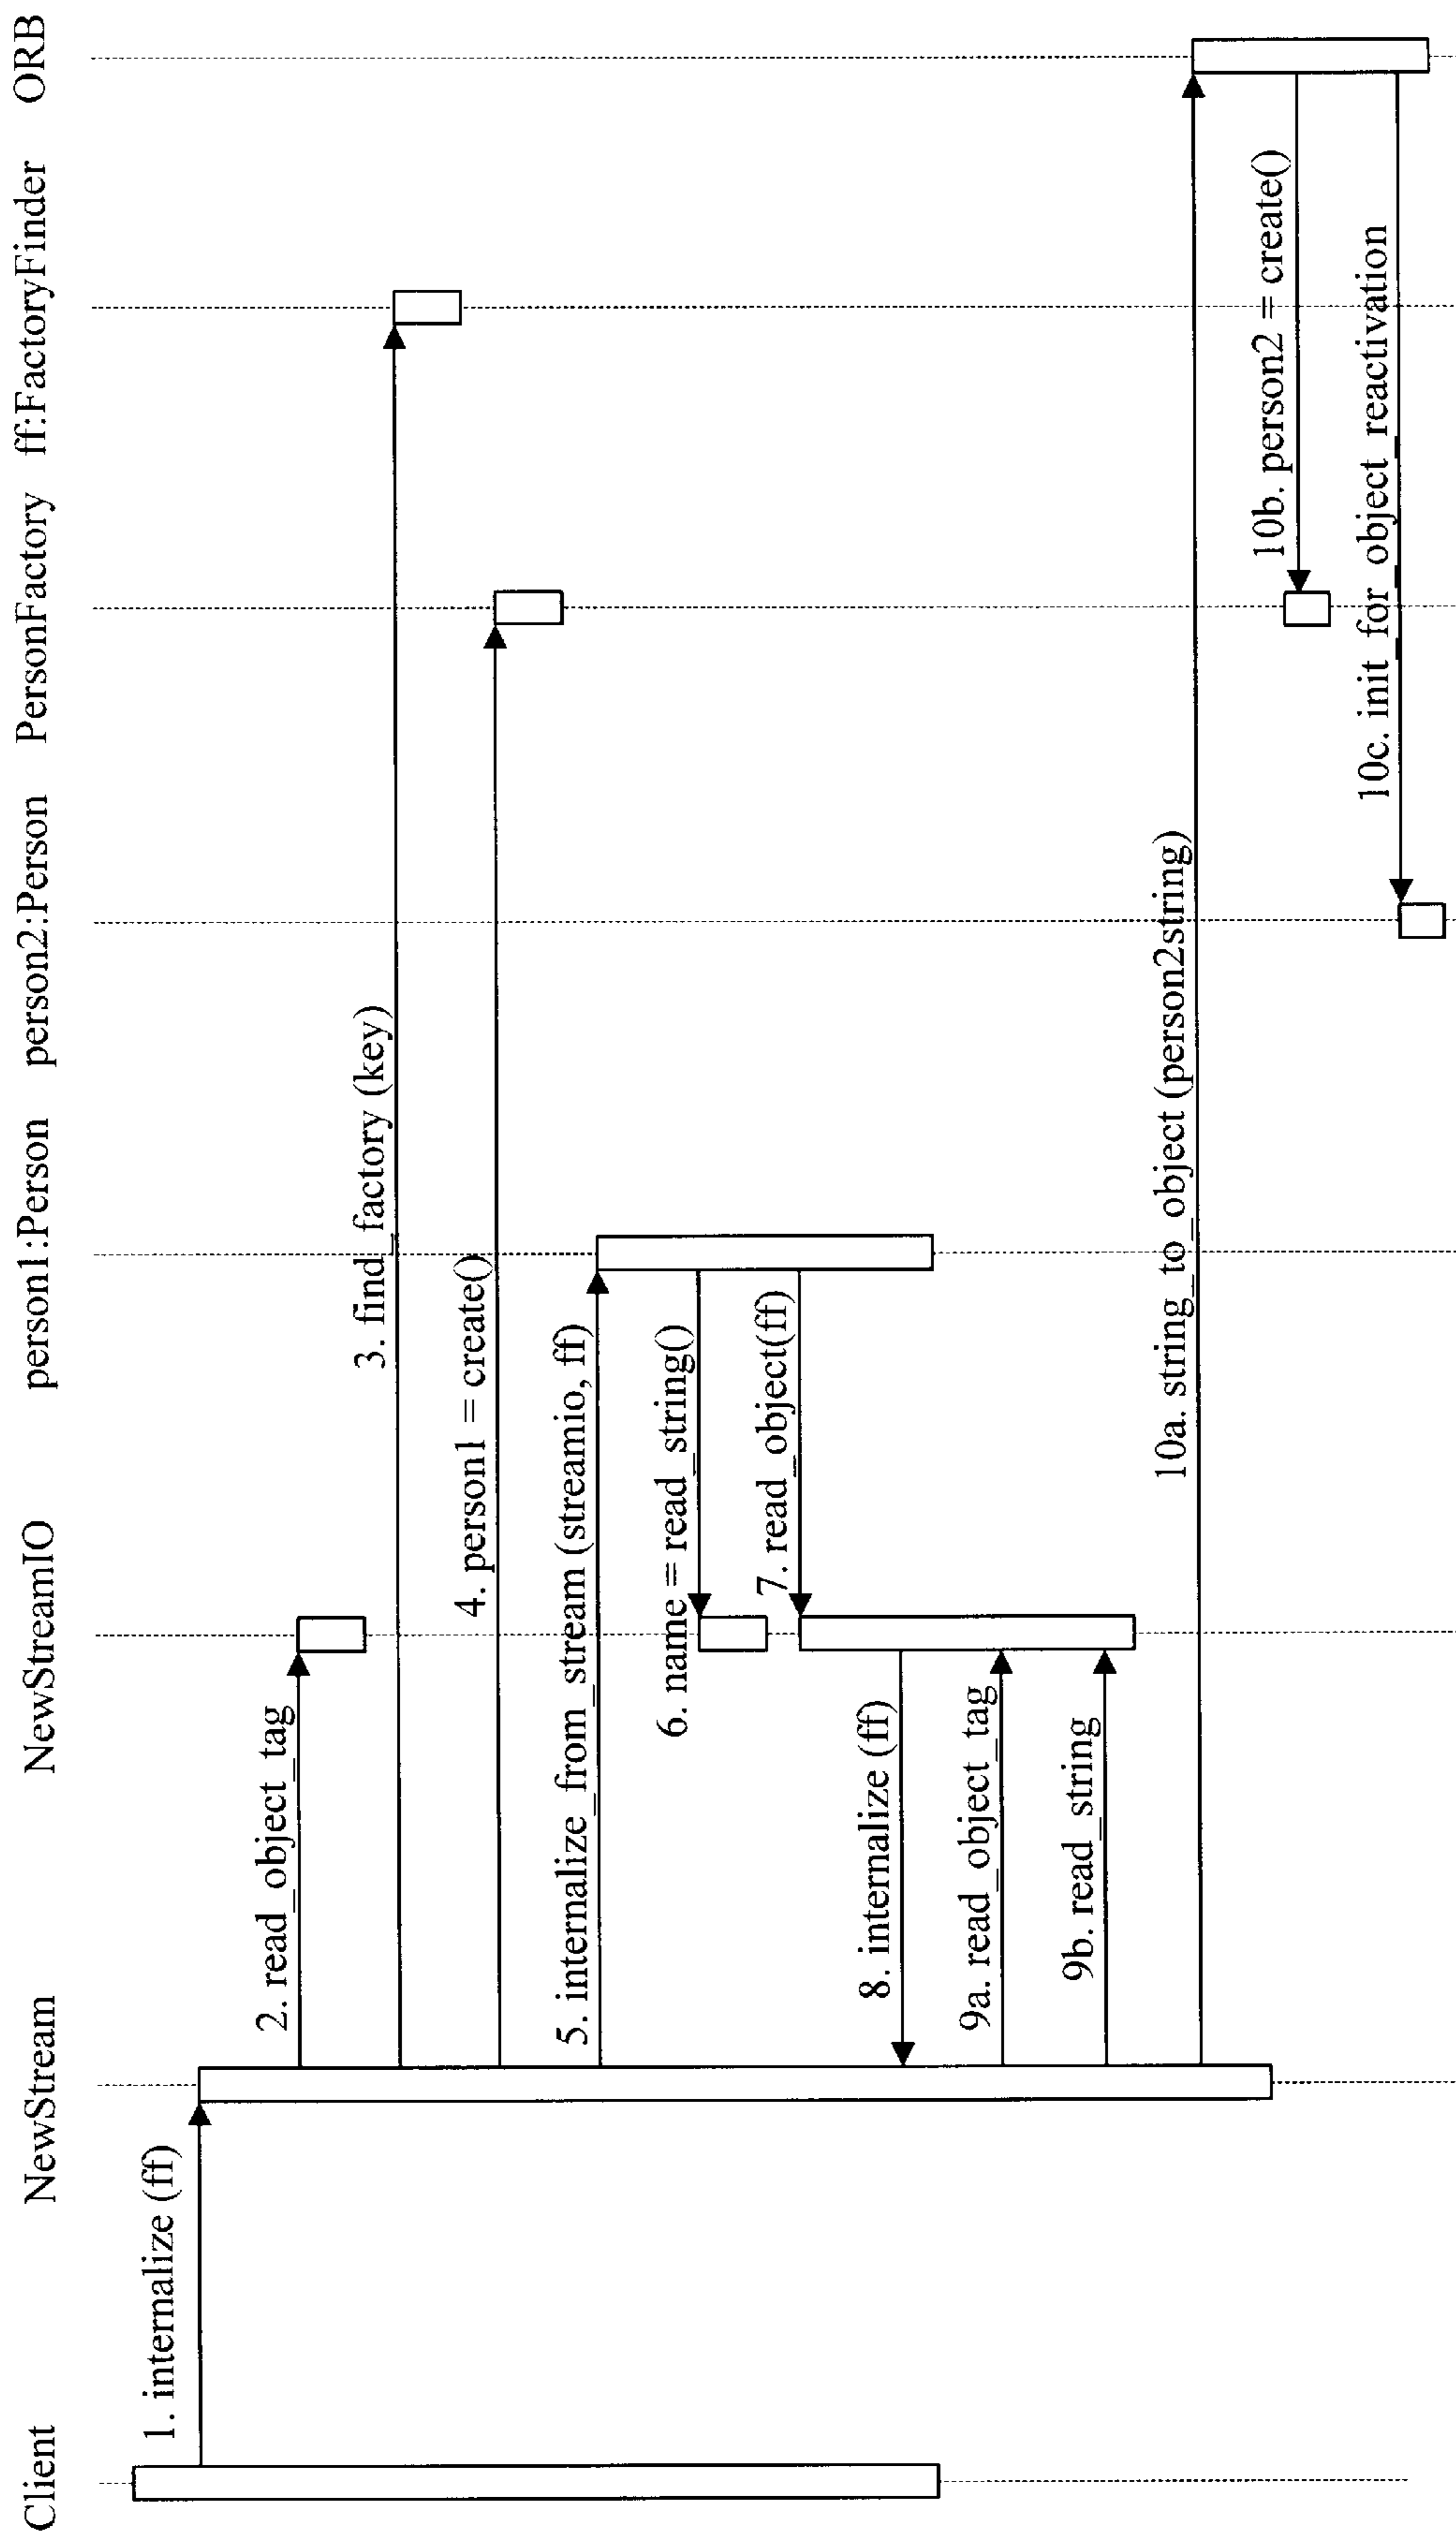 Client
NewStream
NewStreamIO
person1:Person
person2:Person
PersonFactory
ff:FactoryFinder
ORB
1. internalize (ff)
2. read_object_tag
3. find_factory (key)
4. person1 = create()
5. internalize_from_stream (streamio, ff)
6. name = read_string()
7. read_object(ff)
8. internalize (ff)
9a. read_object_tag
9b. read_string
10a. string_to_object (person2string)
10b. person2 = create()
10c. init_for_object_reactivation